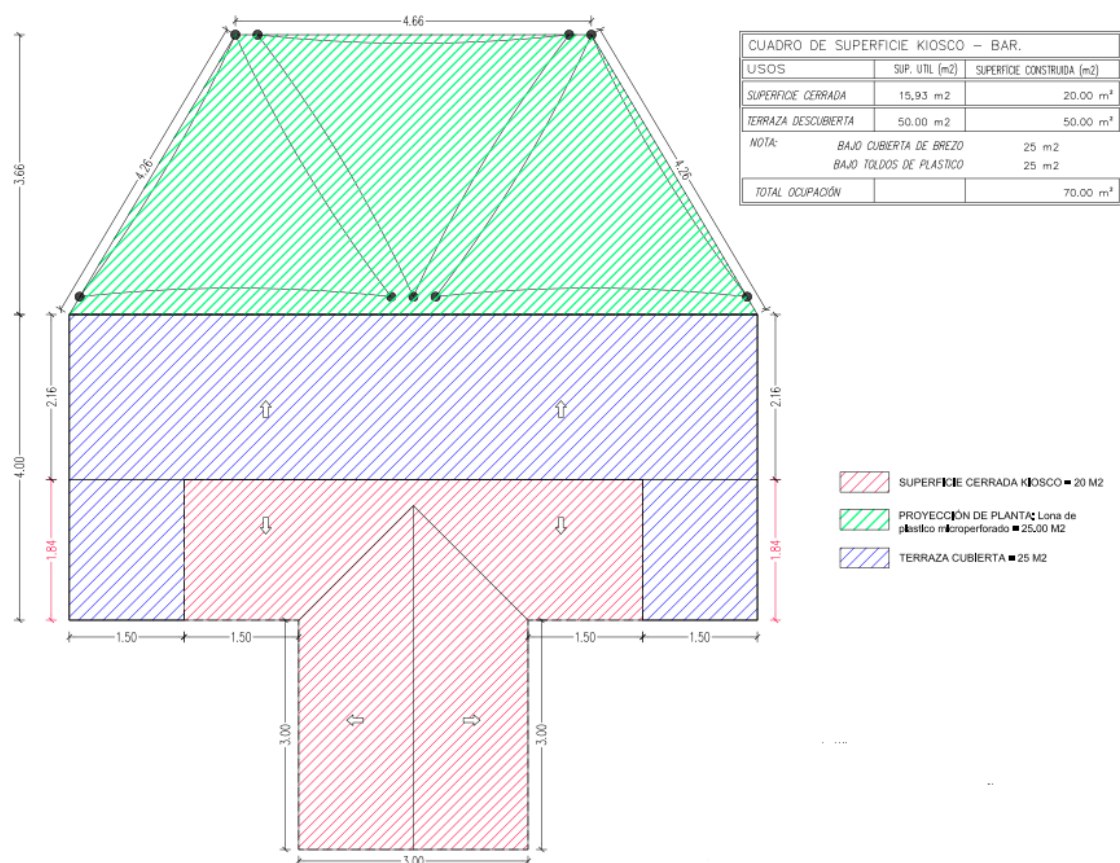 4.66
CUADRO DE SUPERFICIE KIOSCO – BAR.
USOS SUP. UTIL (m2) SUPERFICIE CONSTRUIDA (m2)
SUPERFICIE CERRADA 15,93 m2 20.00 m²
TERRAZA DESCUBIERTA 50.00 m2 50.00 m²
NOTA: BAJO CUBIERTA DE BREZO 25 m2
BAJO TOLDOS DE PLASTICO 25 m2
TOTAL OCUPACIÓN 70.00 m²
3.66
4.26
4.26
2.16
2.16
4.00
SUPERFICIE CERRADA KIOSCO = 20 M2
PROYECCIÓN DE PLANTA: Lona de
plastico microperforado = 25.00 M2
TERRAZA CUBIERTA = 25 M2
1.84
1.84
1.50
1.50
1.50
1.50
3.00
3.00
3.00